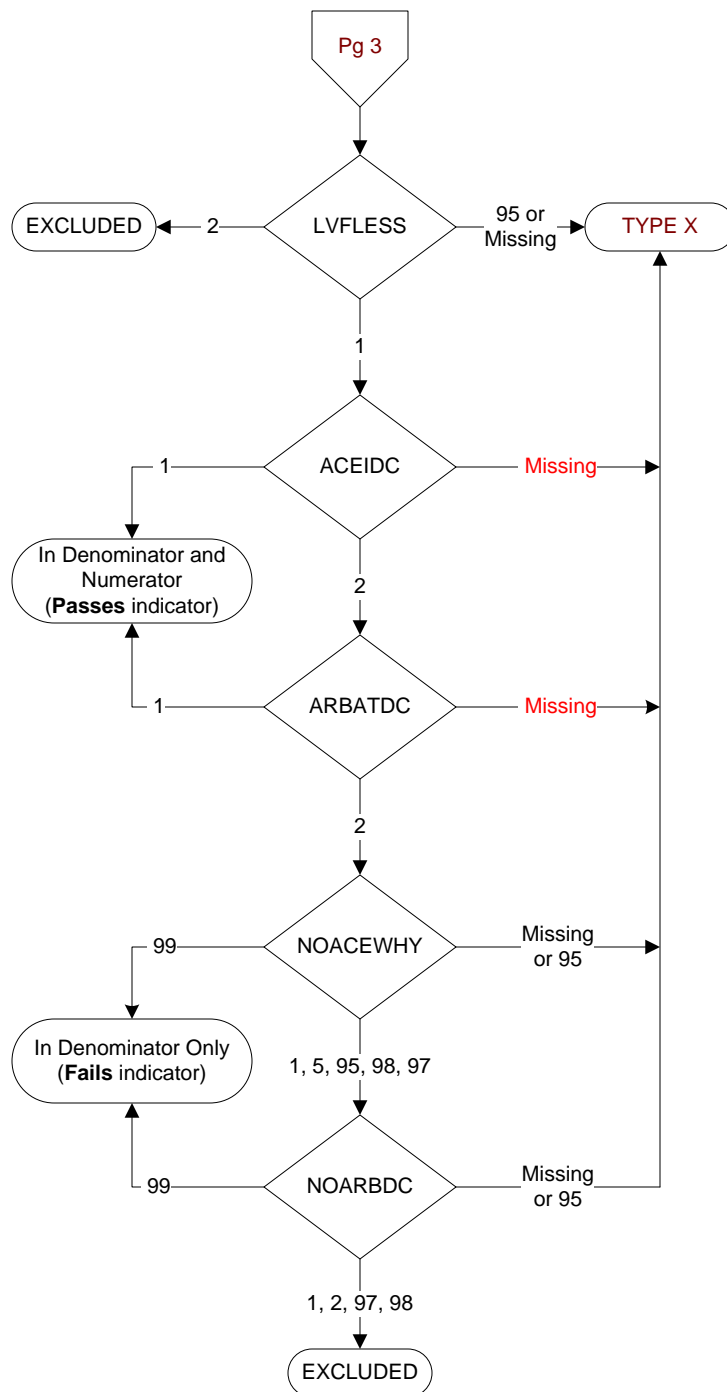 Pg 3
EXCLUDED
2
LVFLESS
95 or
Missing
TYPE X
1
1
ACEIDC
Missing
In Denominator and
Numerator
(Passes indicator)
2
1
ARBATDC
Missing
2
99
NOACEWHY
Missing
or 95
In Denominator Only
(Fails indicator)
1, 5, 95, 98, 97
99
NOARBDC
Missing
or 95
1, 2, 97, 98
EXCLUDED